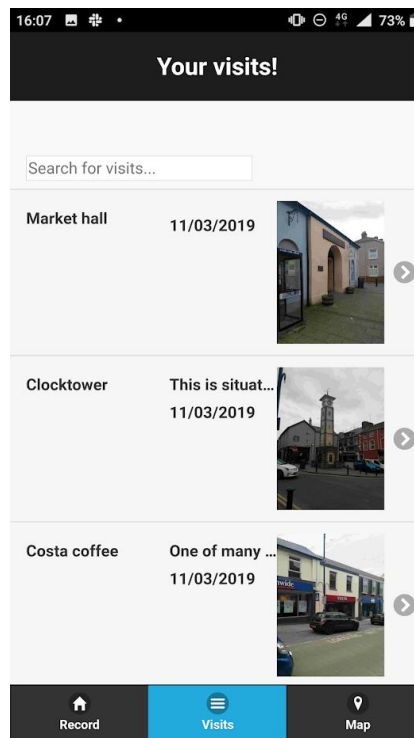 16:07
4G
73%
Your visits!
Search for visits...
Market hall
11/03/2019
Clocktower
This is situat...
11/03/2019
Costa coffee
One of many ...
11/03/2019
wide
Record
Visits
Map